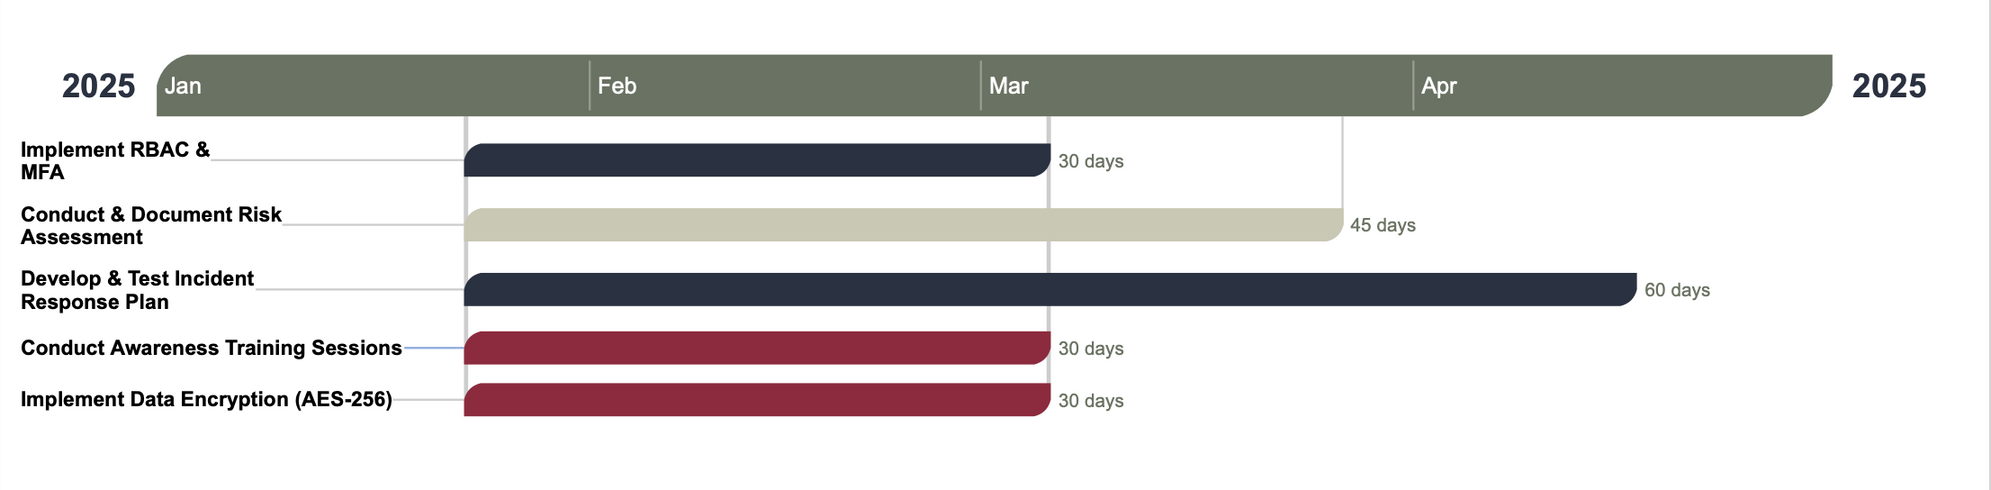 2025 Jan Feb Mar Apr 2025
Implement RBAC &
MFA
30 days
Conduct & Document Risk
Assessment
45 days
Develop & Test Incident
Response Plan
60 days
Conduct Awareness Training Sessions 30 days
Implement Data Encryption (AES-256) 30 days